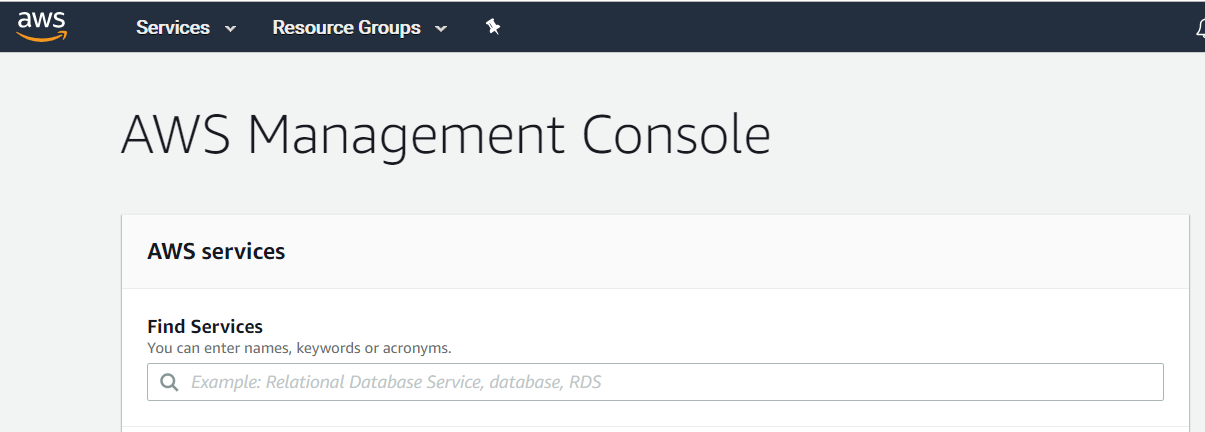 aws Services Resource Groups
AWS Management Console
AWS services
Find Services
You can enter names, keywords or acronyms.
Example: Relational Database Service, database, RDS